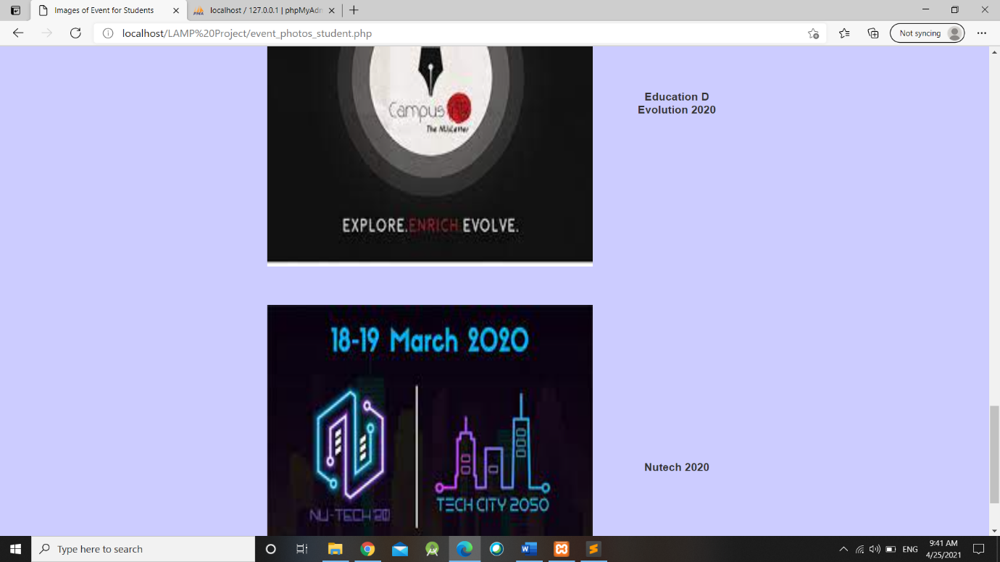 Images of Event for Students
localhost / 127.0.0.1 | phpMyAdm
localhost/LAMP%20Project/event_photos_student.php
Not syncing
Campus
The NUsLetter
EXPLORE.ENRICH.EVOLVE.
Education D
Evolution 2020
18-19 March 2020
NU-TECH 20
TECH CITY 2050
Nutech 2020
Type here to search
ENG
9:41 AM
4/25/2021